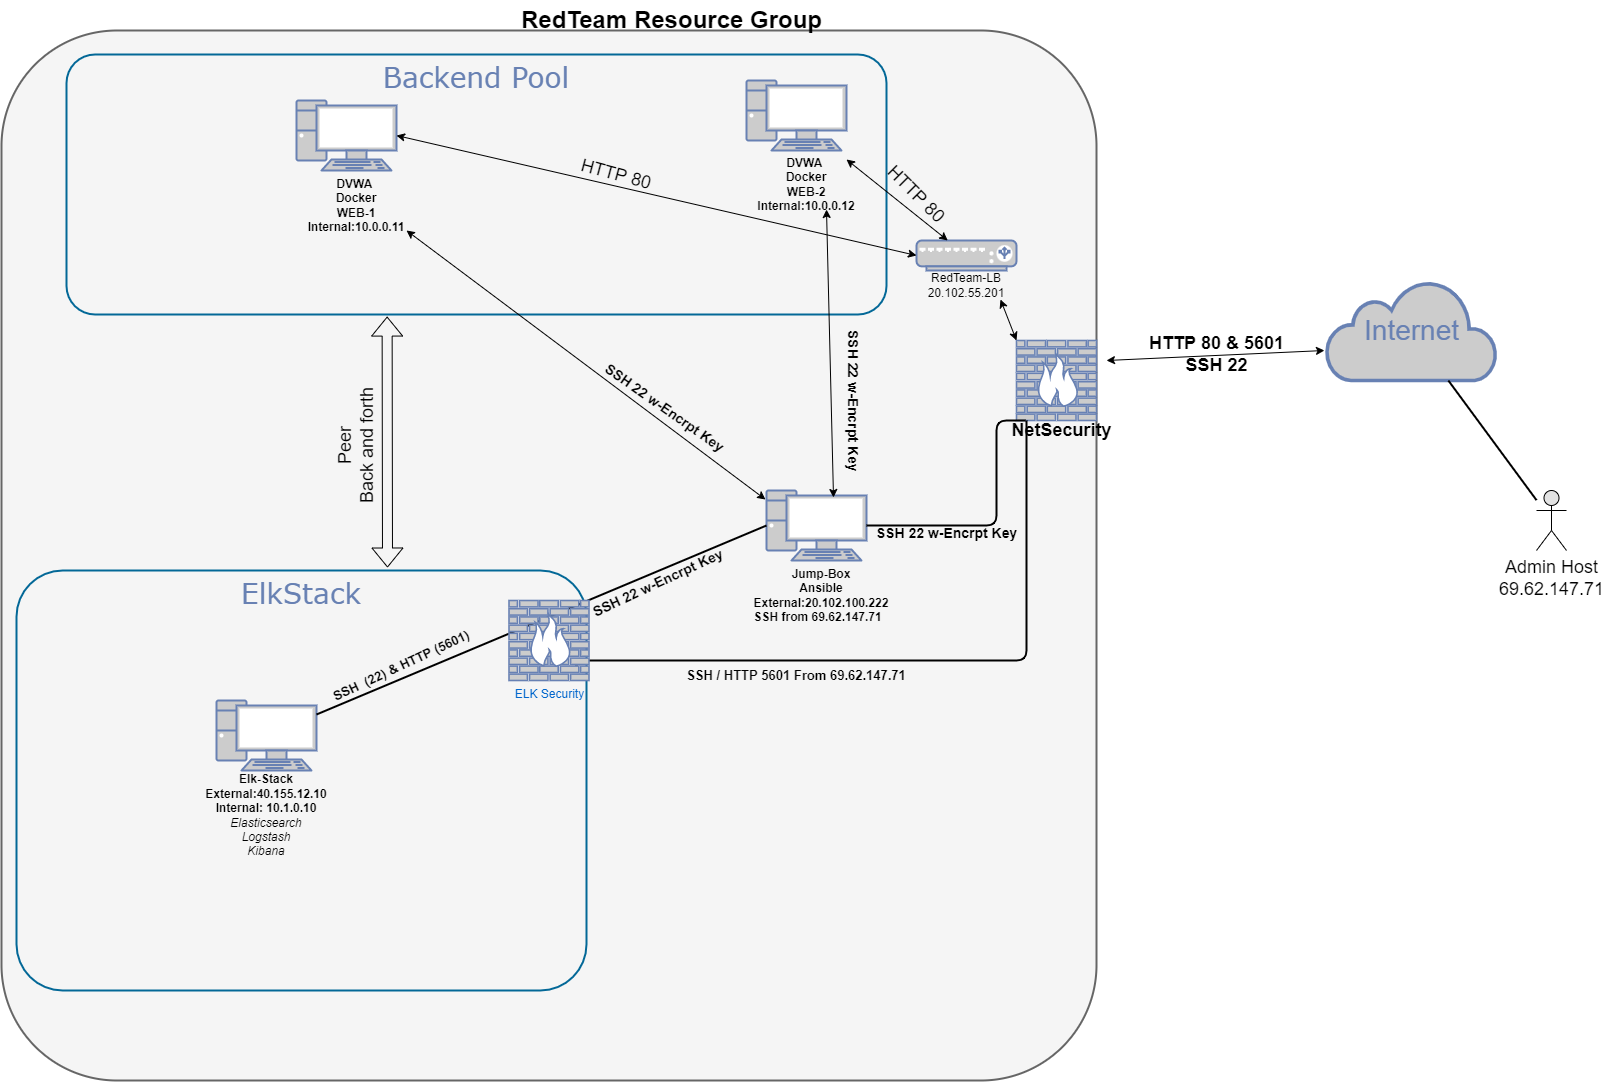 RedTeam Resource Group
Backend Pool
DVWA
Docker
WEB-1
Internal:10.0.0.11
DVWA
Docker
WEB-2
Internal:10.0.0.12
HTTP 80
HTTP 80
RedTeam-LB
20.102.55.201
NetSecurity
HTTP 80 & 5601
SSH 22
Internet
Admin Host
69.62.147.71
Peer
Back and forth
SSH 22 w-Encrpt Key
SSH 22 w-Encrpt Key
SSH 22 w-Encrpt Key
Jump-Box
Ansible
External:20.102.100.222
SSH from 69.62.147.71
SSH 22 w-Encrpt Key
ElkStack
SSH (22) & HTTP (5601)
ELK Security
SSH / HTTP 5601 From 69.62.147.71
Elk-Stack
External:40.155.12.10
Internal: 10.1.0.10
Elasticsearch
Logstash
Kibana